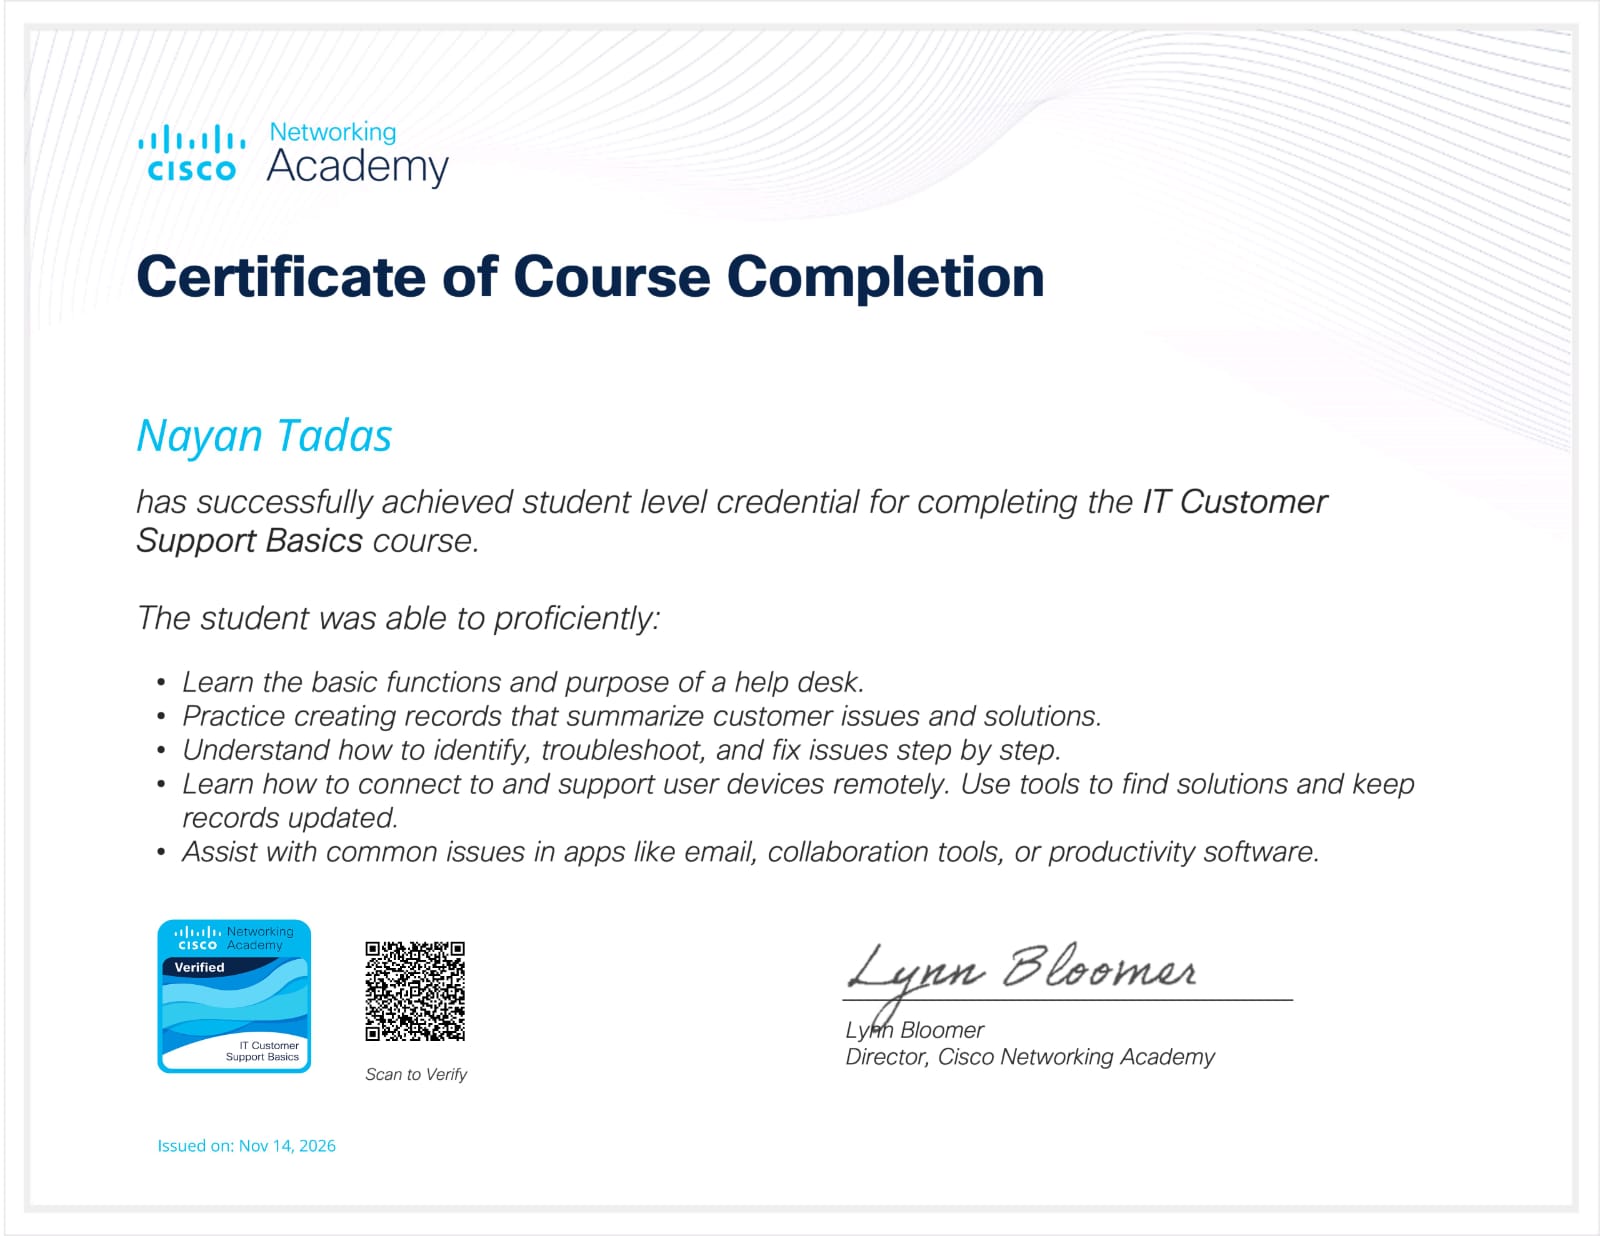 CISCO Networking Academy
Certificate of Course Completion
Nayan Tadas
has successfully achieved student level credential for completing the IT Customer
Support Basics course.
The student was able to proficiently:
• Learn the basic functions and purpose of a help desk.
• Practice creating records that summarize customer issues and solutions.
• Understand how to identify, troubleshoot, and fix issues step by step.
• Learn how to connect to and support user devices remotely. Use tools to find solutions and keep
records updated.
• Assist with common issues in apps like email, collaboration tools, or productivity software.
CISCO Networking Academy
Verified
IT Customer
Support Basics
Scan to Verify
Lynn Bloomer
Lynn Bloomer
Director, Cisco Networking Academy
Issued on: Nov 14, 2026